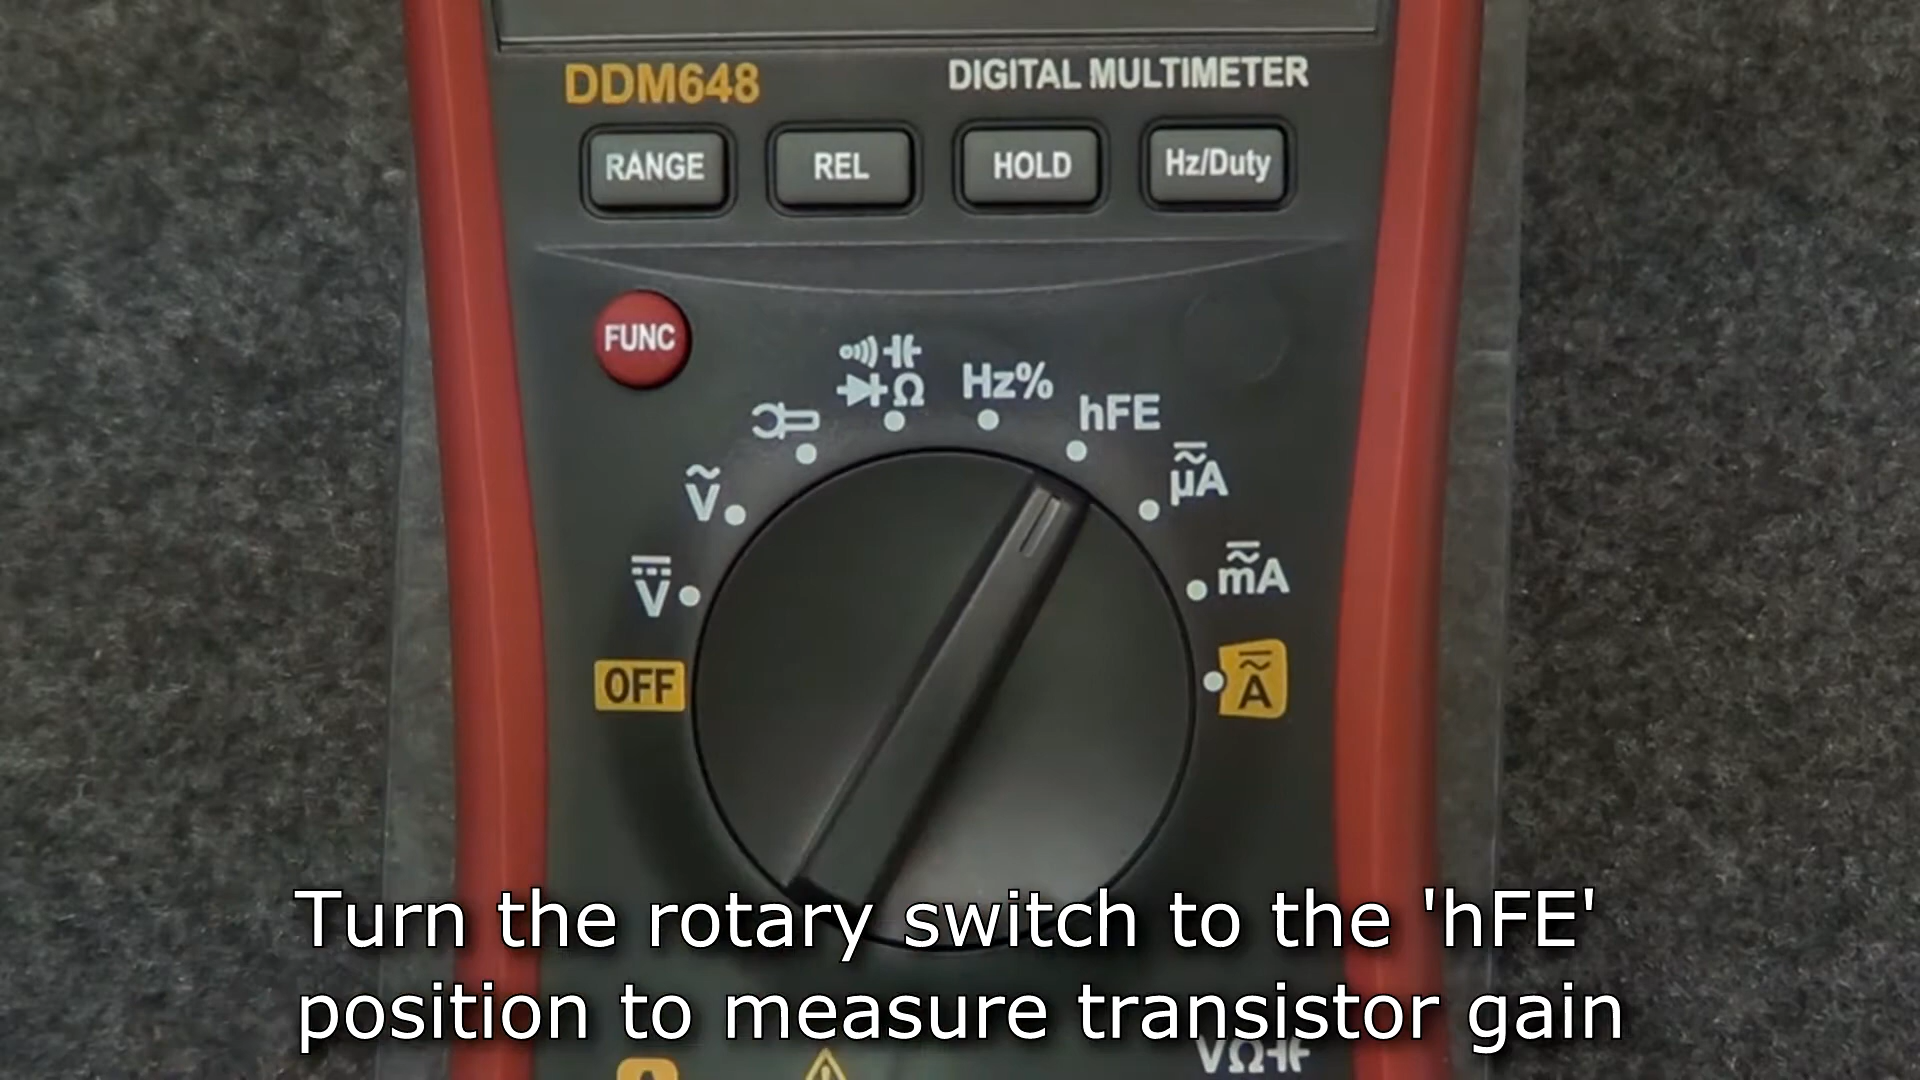 DDM648 DIGITAL MULTIMETER
RANGE REL HOLD Hz/Duty
FUNC
Ω Hz%
hFE
μA
V
mA
V
OFF A
Turn the rotary switch to the 'hFE'
position to measure transistor gain
VΩ